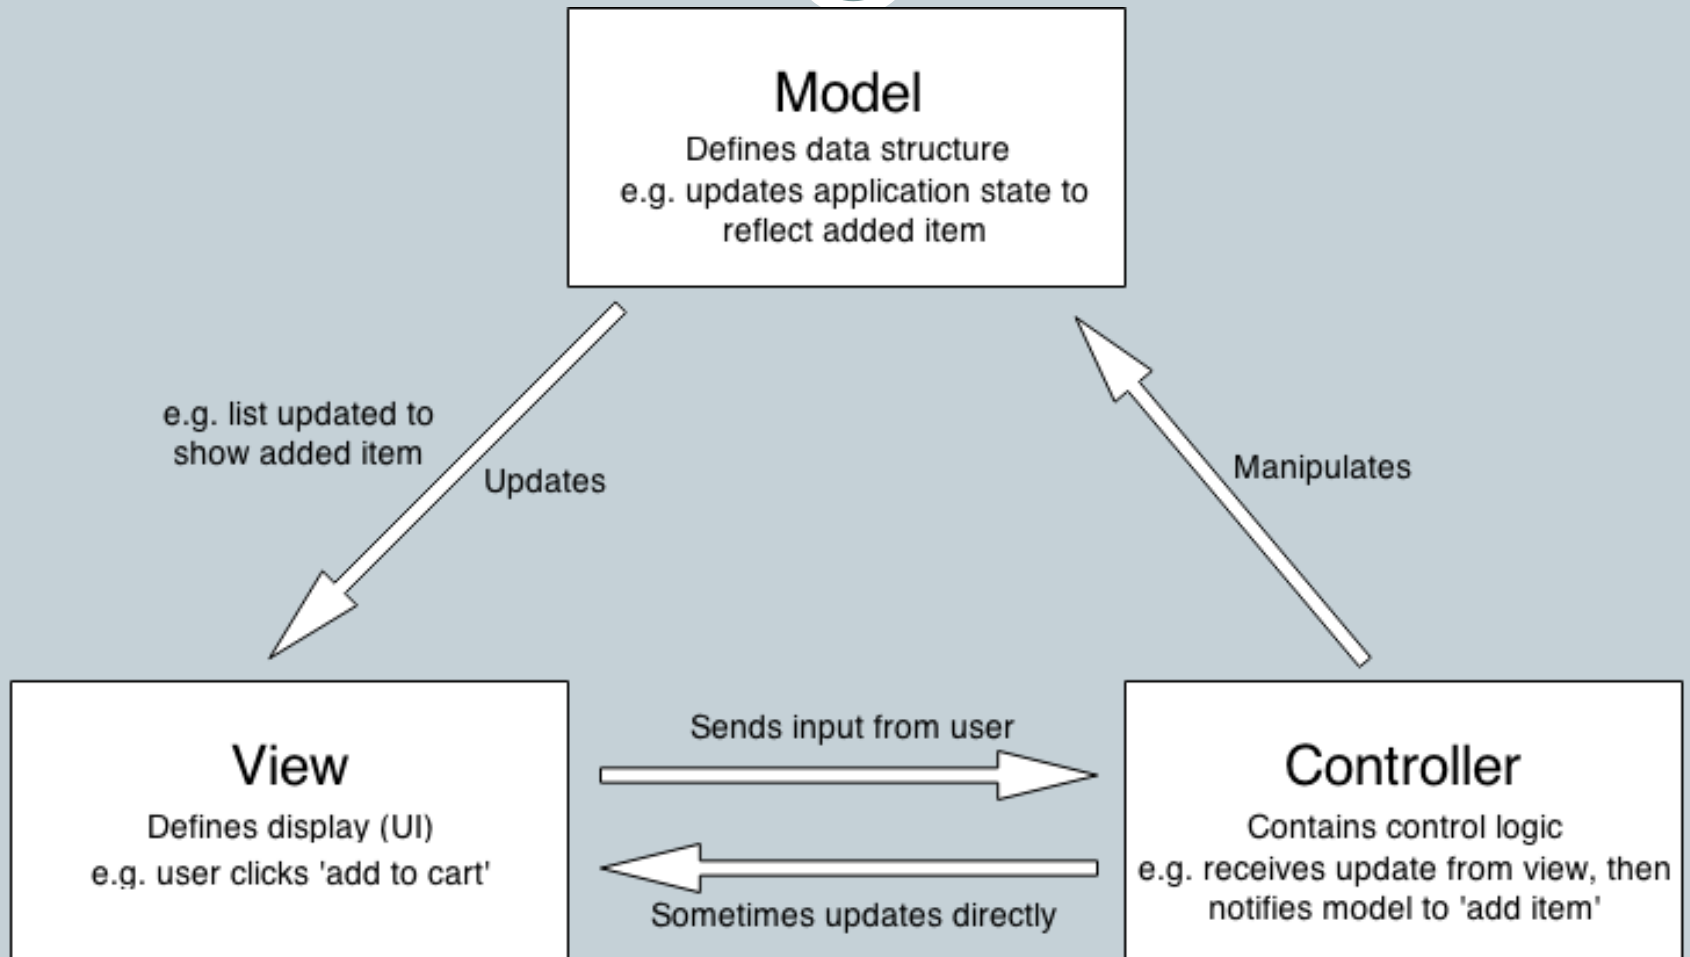 Model
Defines data structure
e.g. updates application state to
reflect added item
e.g. list updated to
show added item
Updates
Manipulates
View
Defines display (UI)
e.g. user clicks 'add to cart'
Sends input from user
Sometimes updates directly
Controller
Contains control logic
e.g. receives update from view, then
notifies model to 'add item'